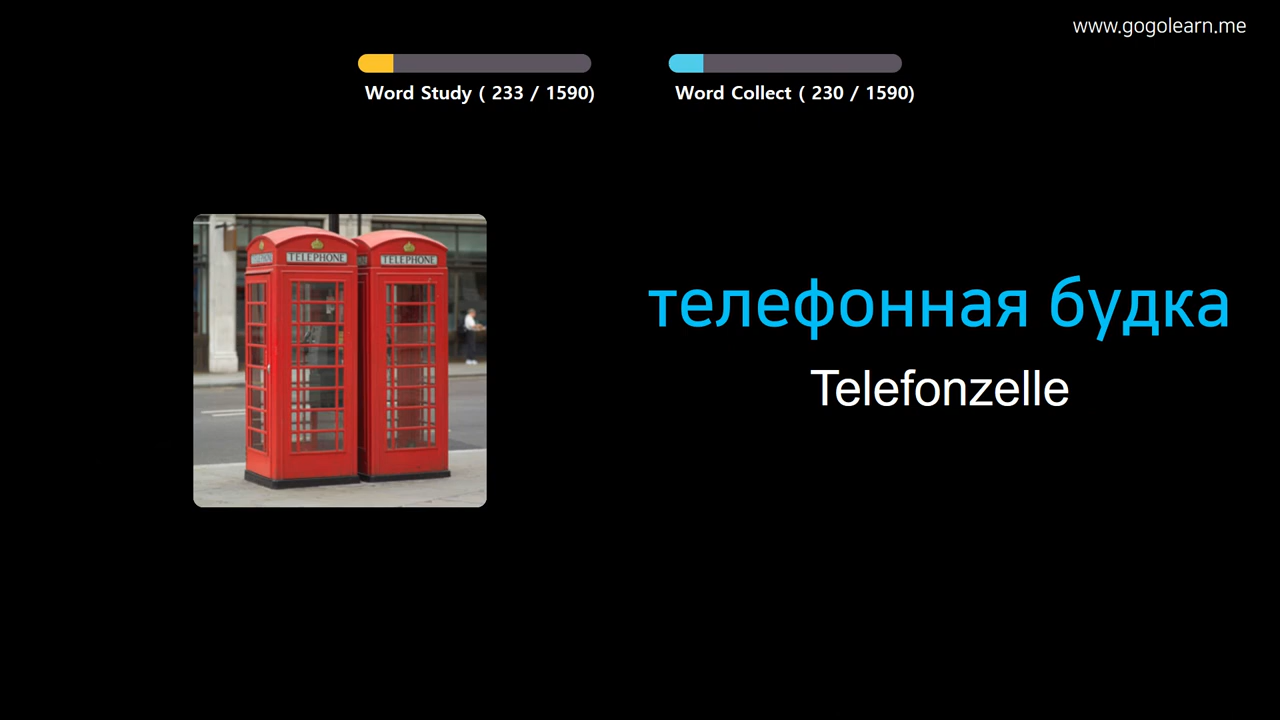 www.gogolearn.me
Word Study ( 233 / 1590)
Word Collect ( 230 / 1590)
TELEPHONE
TELEPHONE
телефонная будка
Telefonzelle